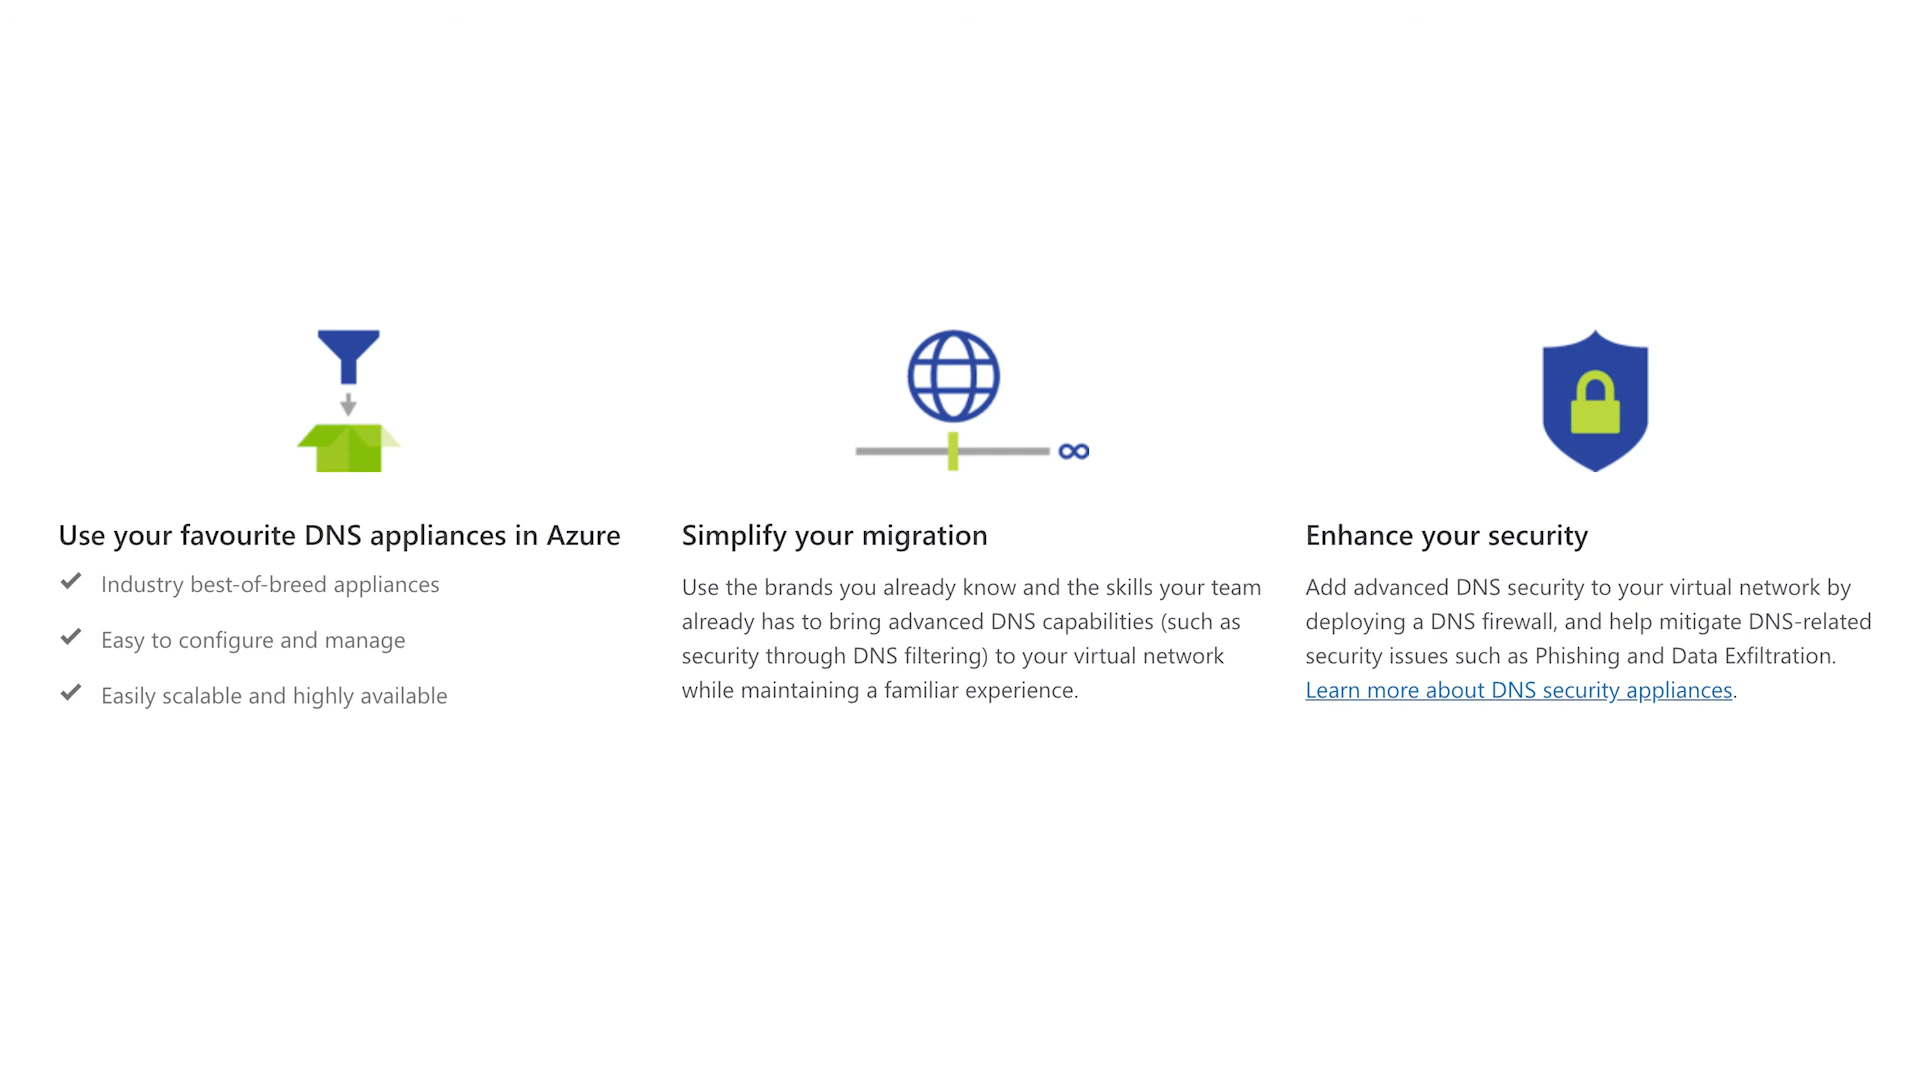 Use your favourite DNS appliances in Azure
Industry best-of-breed appliances
Easy to configure and manage
Easily scalable and highly available
Simplify your migration
Use the brands you already know and the skills your team
already has to bring advanced DNS capabilities (such as
security through DNS filtering) to your virtual network
while maintaining a familiar experience.
Enhance your security
Add advanced DNS security to your virtual network by
deploying a DNS firewall, and help mitigate DNS-related
security issues such as Phishing and Data Exfiltration.
Learn more about DNS security appliances.